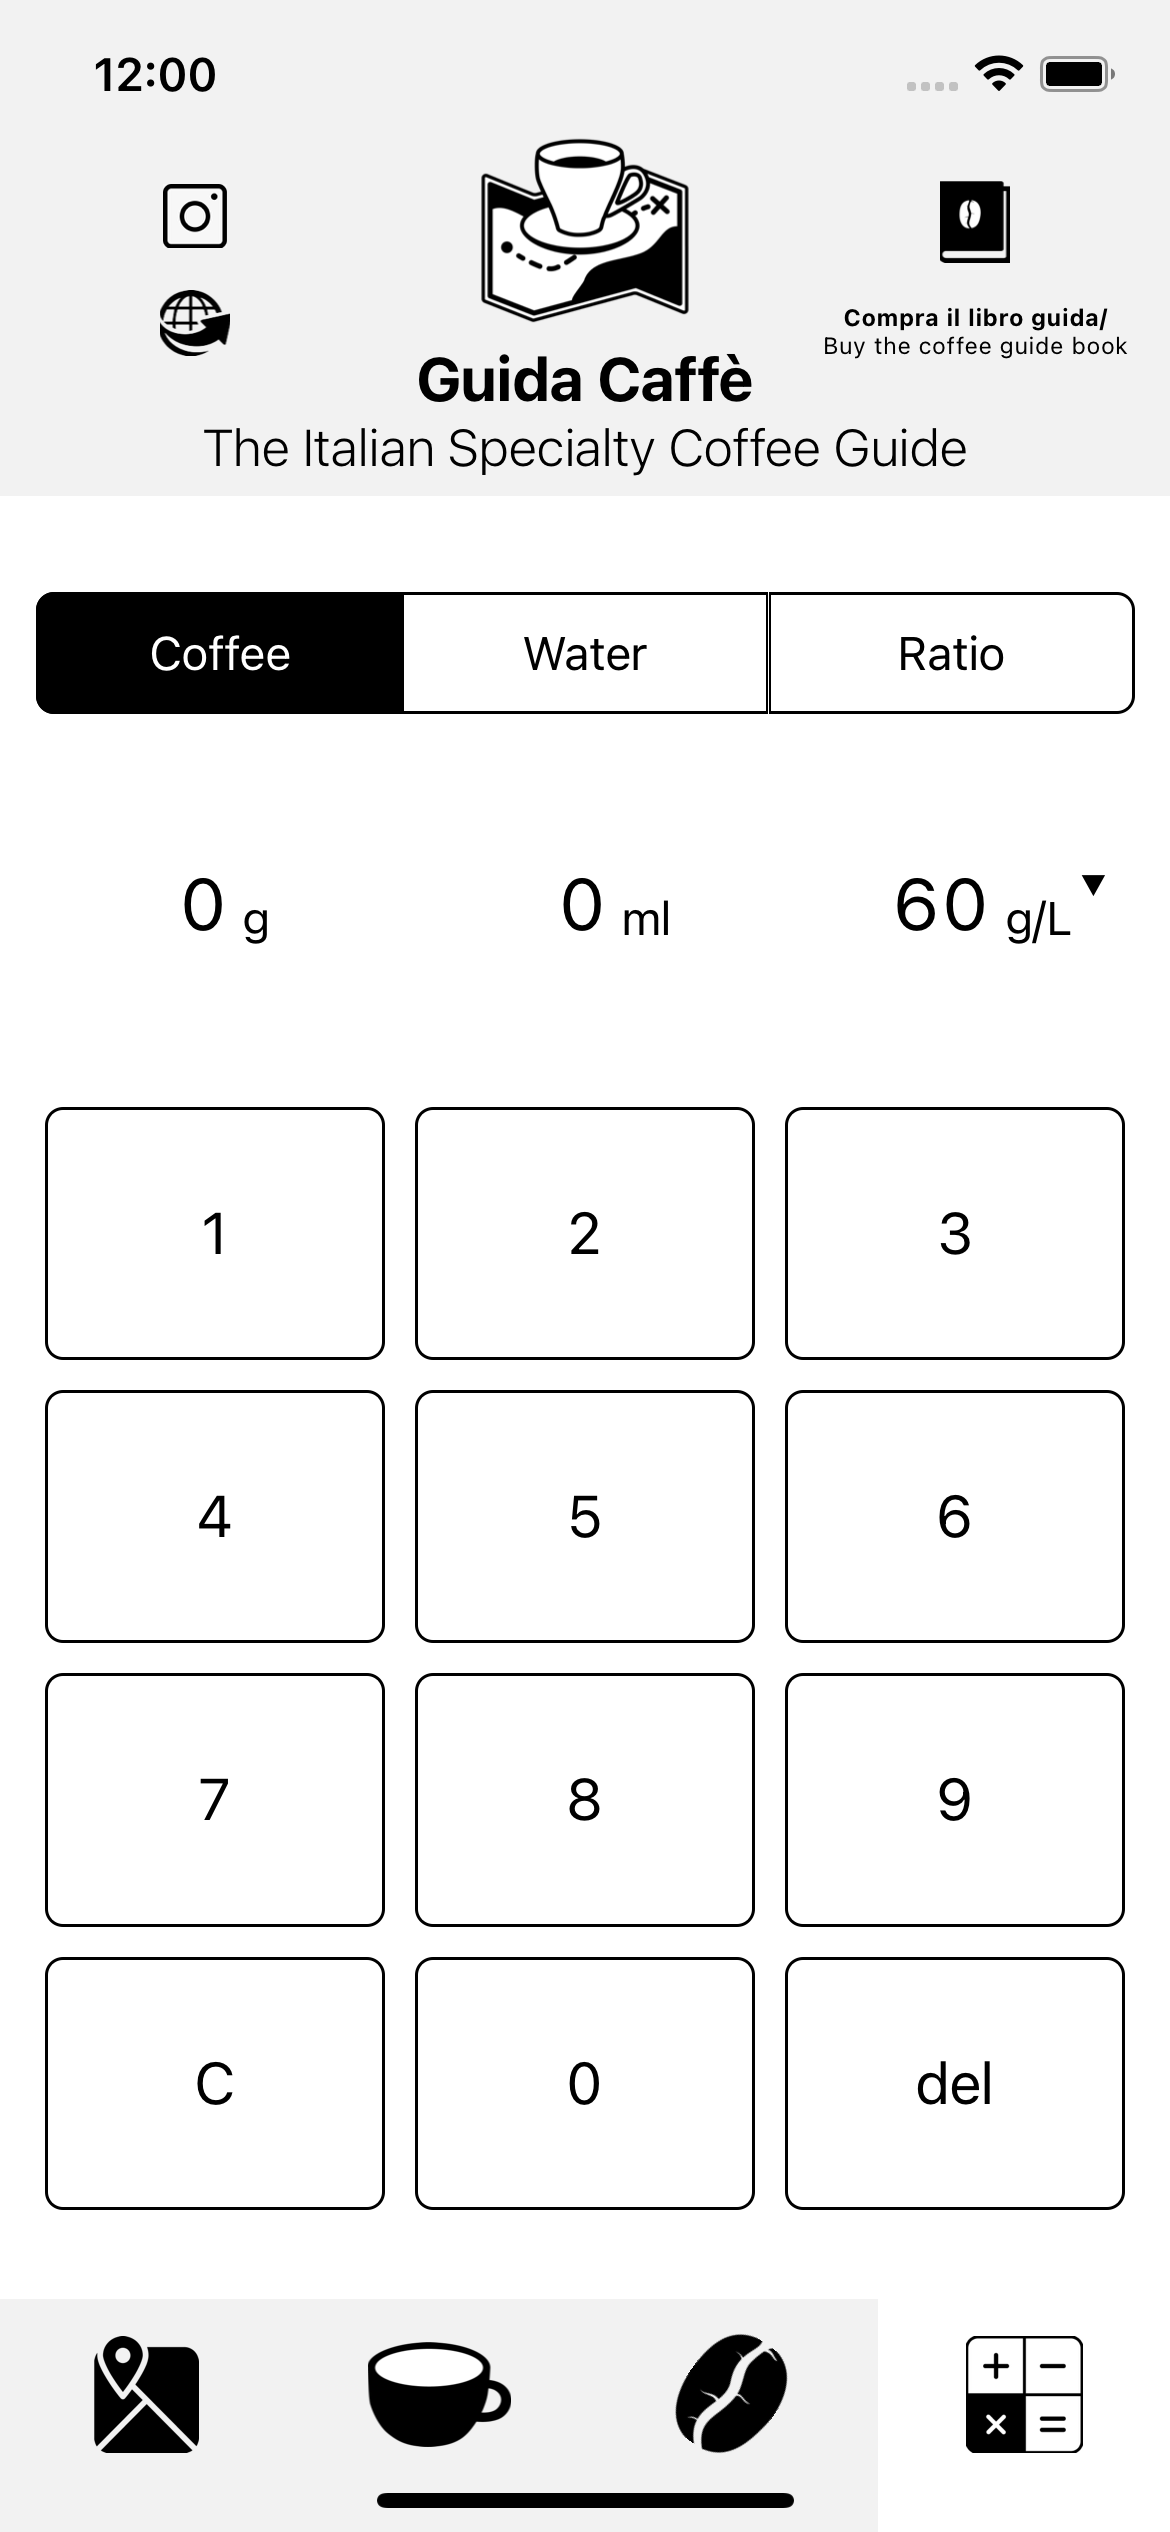 12:00
Compra il libro guida/
Buy the coffee guide book
Guida Caffè
The Italian Specialty Coffee Guide
Coffee Water Ratio
0 g 0 ml 60 g/L ▼
1 2 3
4 5 6
7 8 9
C 0 del